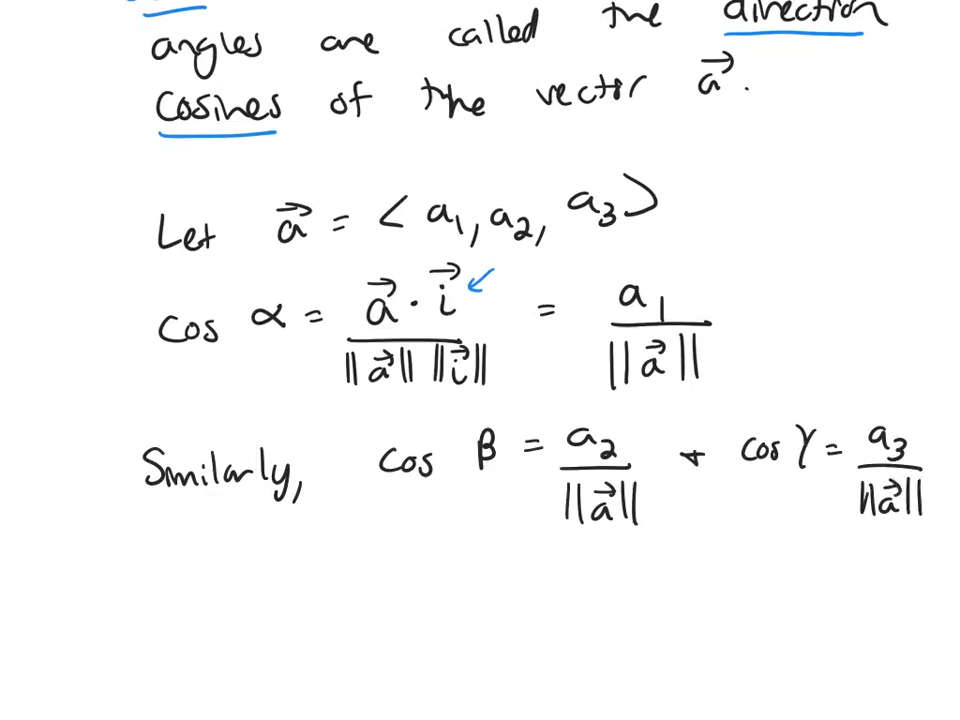 angles are called the direction
cosines of the vector a⃗.
Let a⃗ = < a₁, a₂, a₃ >
cos α = (a⃗ · i⃗) / (||a⃗|| ||i⃗||) = a₁ / ||a⃗||
Similarly, cos β = a₂ / ||a⃗|| + cos γ = a₃ / ||a⃗||